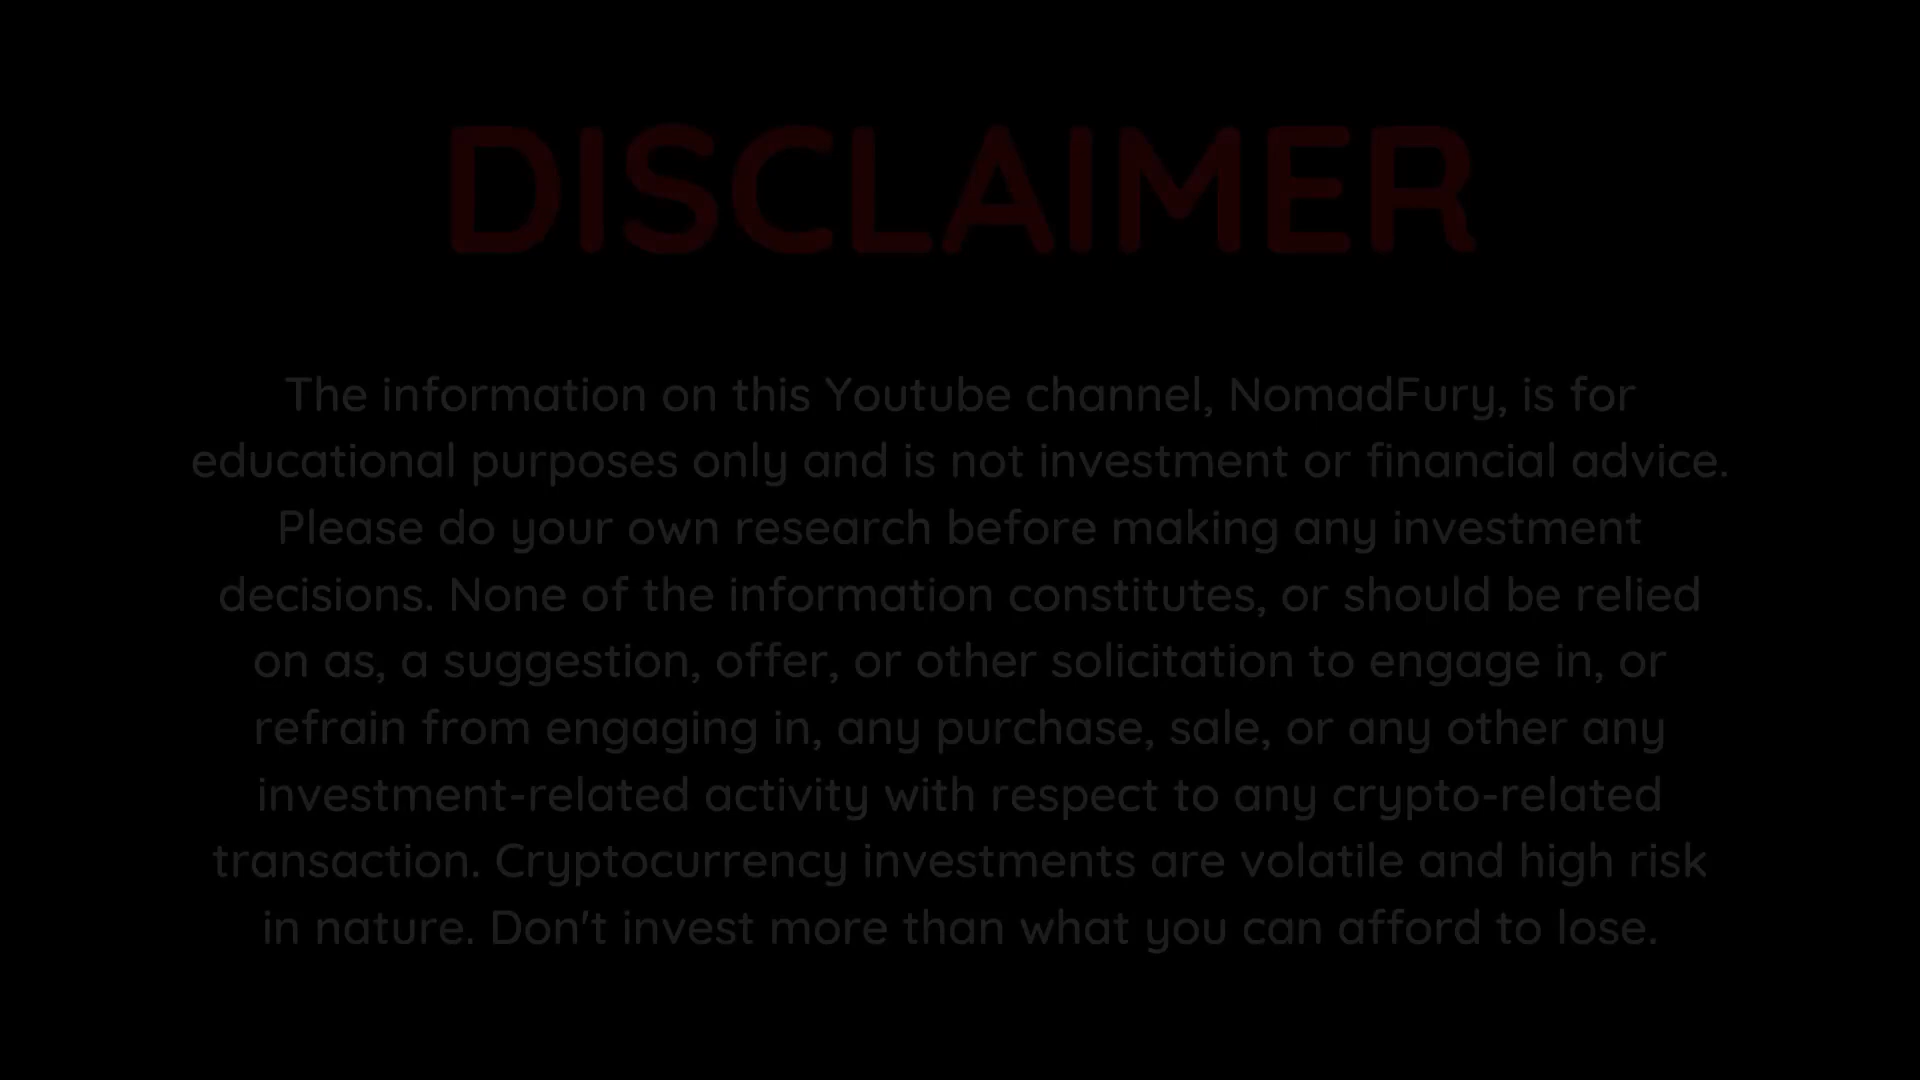 DISCLAIMER
The information on this Youtube channel, NomadFury, is for
educational purposes only and is not investment or financial advice.
Please do your own research before making any investment
decisions. None of the information constitutes, or should be relied
on as, a suggestion, offer, or other solicitation to engage in, or
refrain from engaging in, any purchase, sale, or any other any
investment-related activity with respect to any crypto-related
transaction. Cryptocurrency investments are volatile and high risk
in nature. Don't invest more than what you can afford to lose.